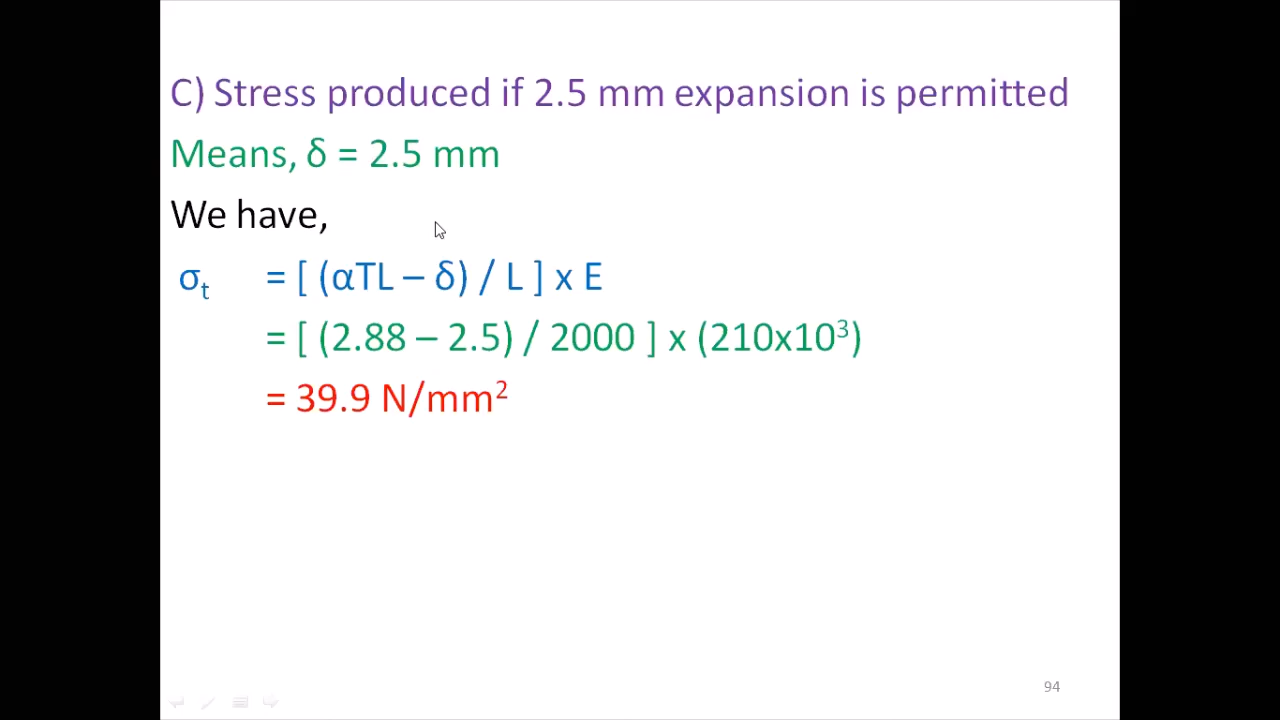 C) Stress produced if 2.5 mm expansion is permitted
Means, δ = 2.5 mm
We have,
σt = [ (αTL – δ) / L ] x E
= [ (2.88 – 2.5) / 2000 ] x (210x10³)
= 39.9 N/mm²
94